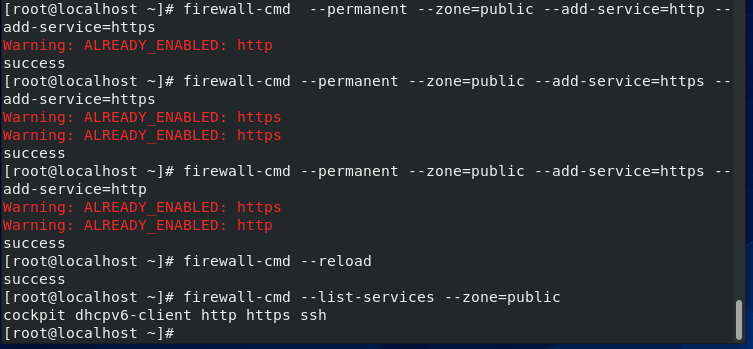 [root@localhost ~]# firewall-cmd  --permanent --zone=public --add-service=http --
add-service=https
Warning: ALREADY_ENABLED: http
success
[root@localhost ~]# firewall-cmd --permanent --zone=public --add-service=https --
add-service=https
Warning: ALREADY_ENABLED: https
Warning: ALREADY_ENABLED: https
success
[root@localhost ~]# firewall-cmd --permanent --zone=public --add-service=https --
add-service=http
Warning: ALREADY_ENABLED: https
Warning: ALREADY_ENABLED: http
success
[root@localhost ~]# firewall-cmd --reload
success
[root@localhost ~]# firewall-cmd --list-services --zone=public
cockpit dhcpv6-client http https ssh
[root@localhost ~]#